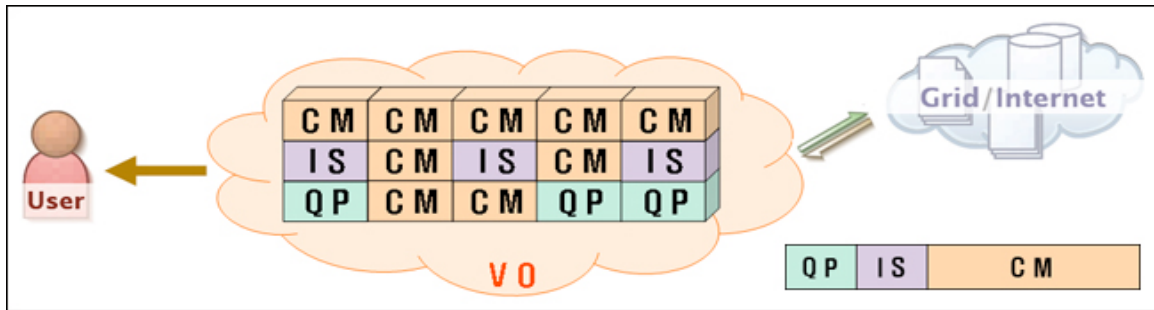 Grid/Internet
CM CM CM CM CM
IS CM IS CM IS
QP CM CM QP QP
User
VO
QP IS CM